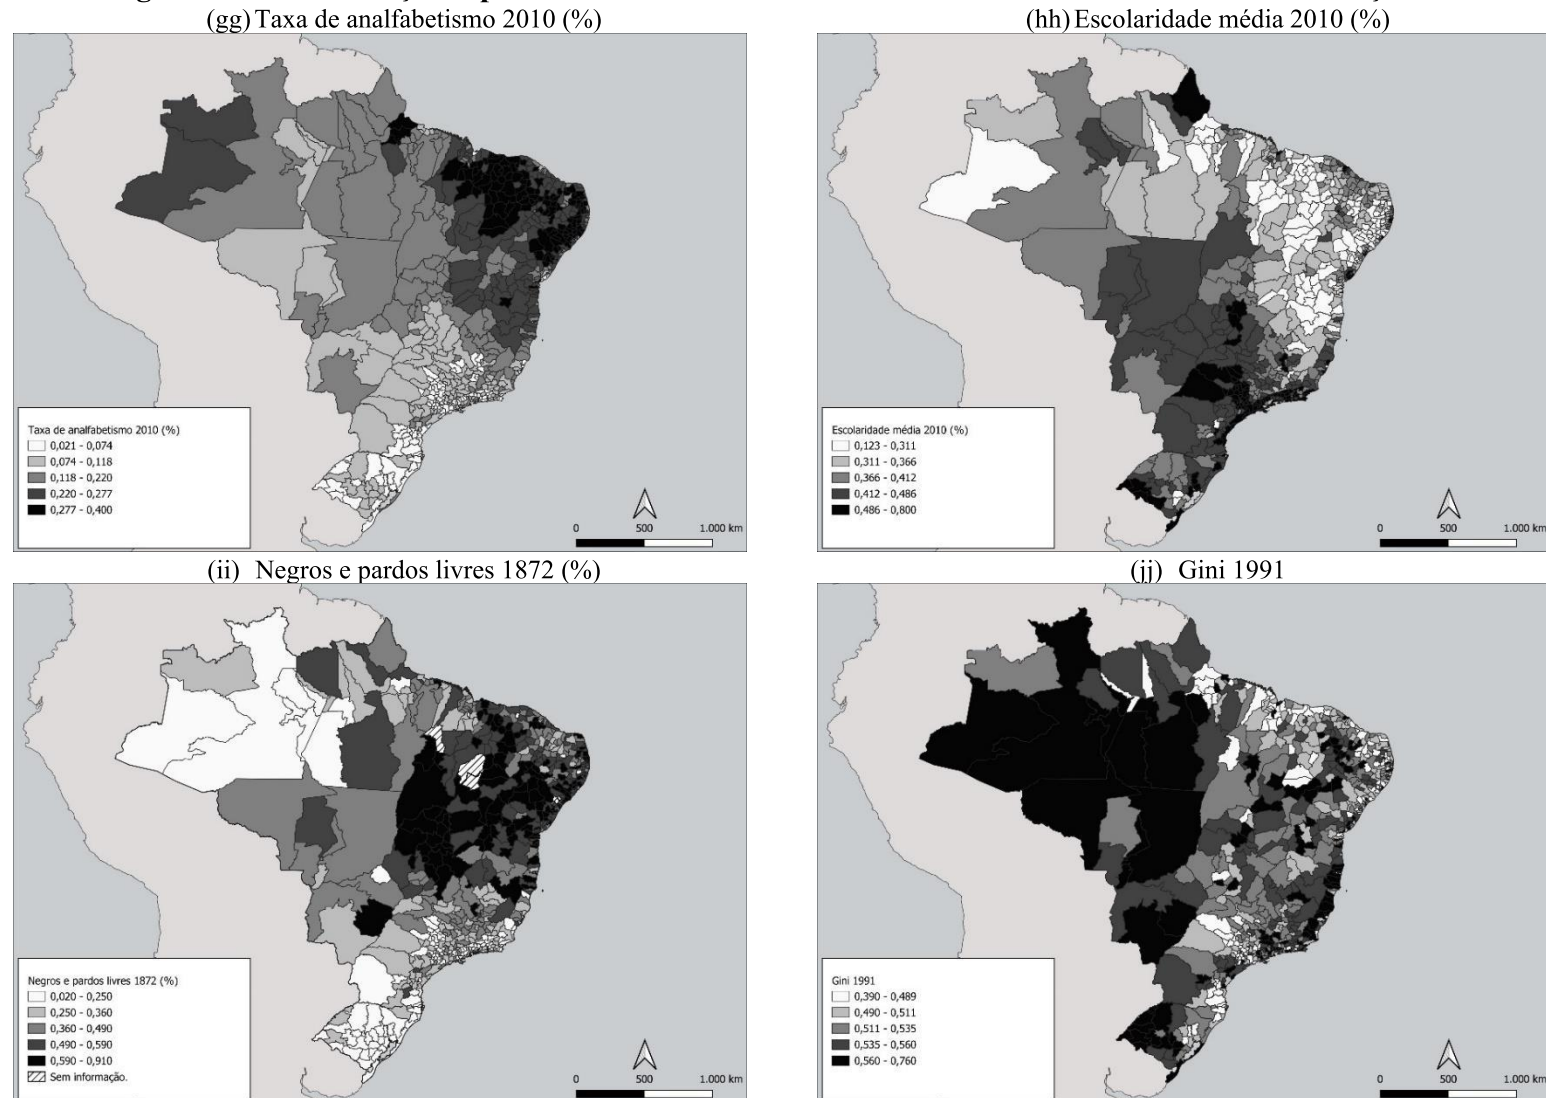 (gg) Taxa de analfabetismo 2010 (%)
(hh) Escolaridade média 2010 (%)
Taxa de analfabetismo 2010 (%)
0,021 - 0,074
0,074 - 0,118
0,118 - 0,220
0,220 - 0,277
0,277 - 0,400
0 500 1.000 km
Escolaridade média 2010 (%)
0,123 - 0,311
0,311 - 0,366
0,366 - 0,412
0,412 - 0,486
0,486 - 0,800
0 500 1.000 km
(ii) Negros e pardos livres 1872 (%)
(jj) Gini 1991
Negros e pardos livres 1872 (%)
0,020 - 0,250
0,250 - 0,360
0,360 - 0,490
0,490 - 0,590
0,590 - 0,910
Sem informação.
0 500 1.000 km
Gini 1991
0,390 - 0,489
0,490 - 0,511
0,511 - 0,535
0,535 - 0,560
0,560 - 0,760
0 500 1.000 km